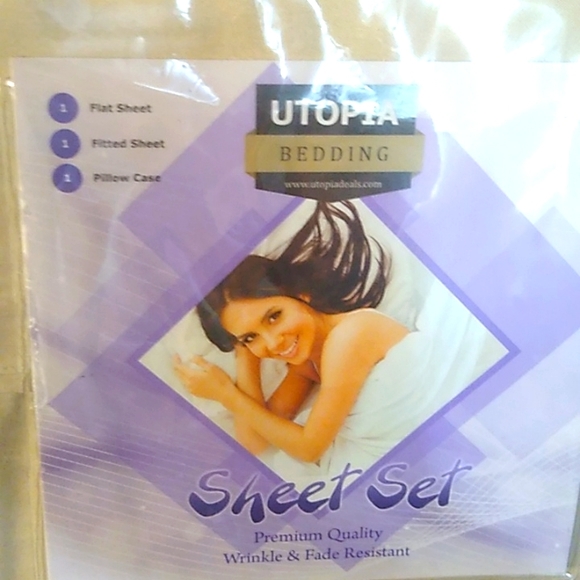 1 Flat Sheet
1 Fitted Sheet
1 Pillow Case
UTOPIA
BEDDING
www.utopiadeals.com
Sheet Set
Premium Quality
Wrinkle & Fade Resistant